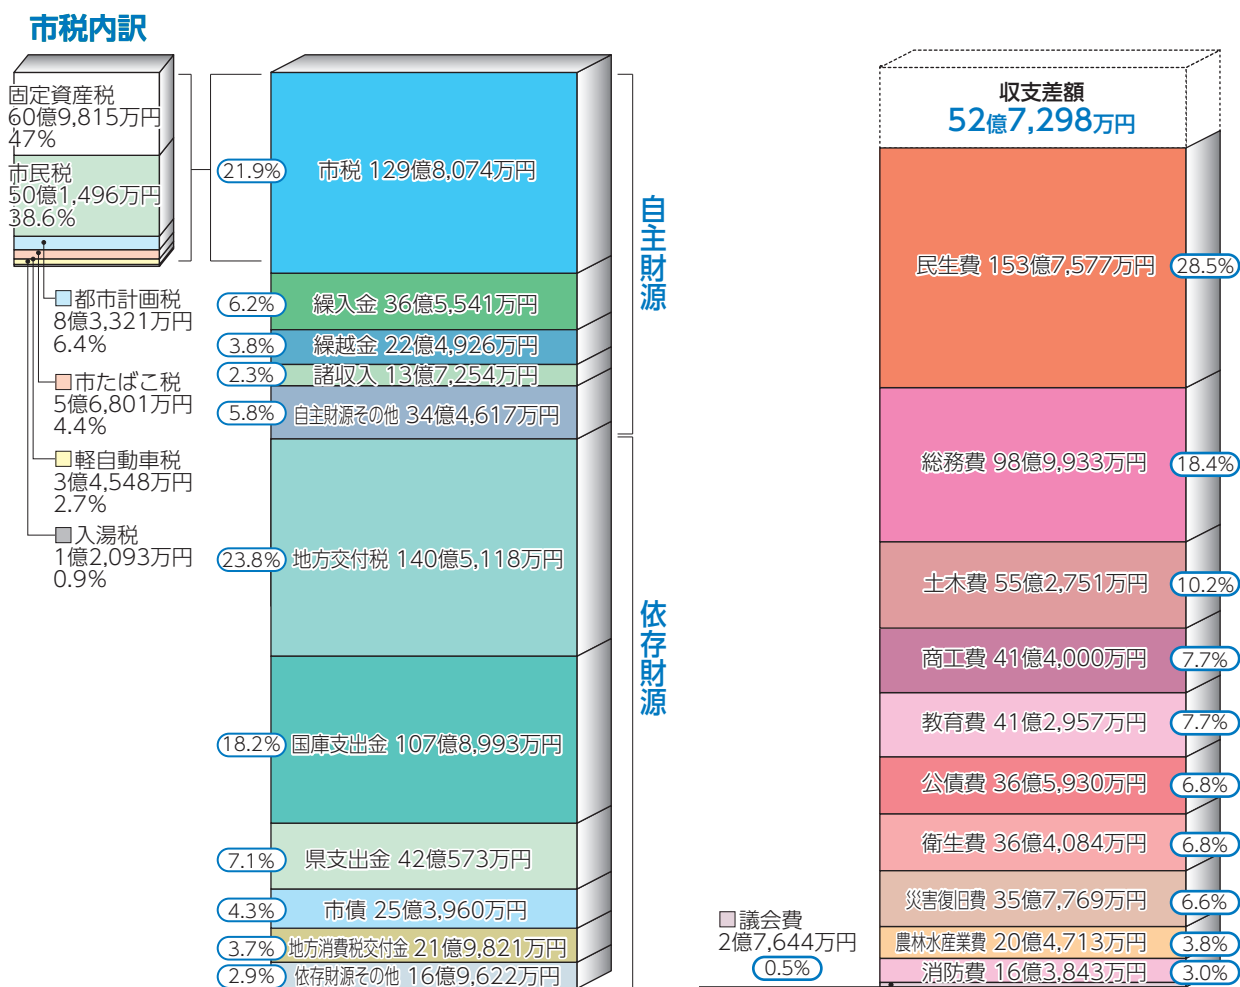 市税内訳
固定資産税
60億9,815万円
47%
市民税
50億1,496万円
38.6%
都市計画税
8億3,321万円
6.4%
市たばこ税
5億6,801万円
4.4%
軽自動車税
3億4,548万円
2.7%
入湯税
1億2,093万円
0.9%
21.9% 市税 129億8,074万円
6.2% 繰入金 36億5,541万円
3.8% 繰越金 22億4,926万円
2.3% 諸収入 13億7,254万円
5.8% 自主財源その他 34億4,617万円
23.8% 地方交付税 140億5,118万円
18.2% 国庫支出金 107億8,993万円
7.1% 県支出金 42億573万円
4.3% 市債 25億3,960万円
3.7% 地方消費税交付金 21億9,821万円
2.9% 依存財源その他 16億9,622万円
自主財源
依存財源
収支差額
52億7,298万円
民生費 153億7,577万円 28.5%
総務費 98億9,933万円 18.4%
土木費 55億2,751万円 10.2%
商工費 41億4,000万円 7.7%
教育費 41億2,957万円 7.7%
公債費 36億5,930万円 6.8%
衛生費 36億4,084万円 6.8%
災害復旧費 35億7,769万円 6.6%
農林水産業費 20億4,713万円 3.8%
消防費 16億3,843万円 3.0%
議会費
2億7,644万円
0.5%